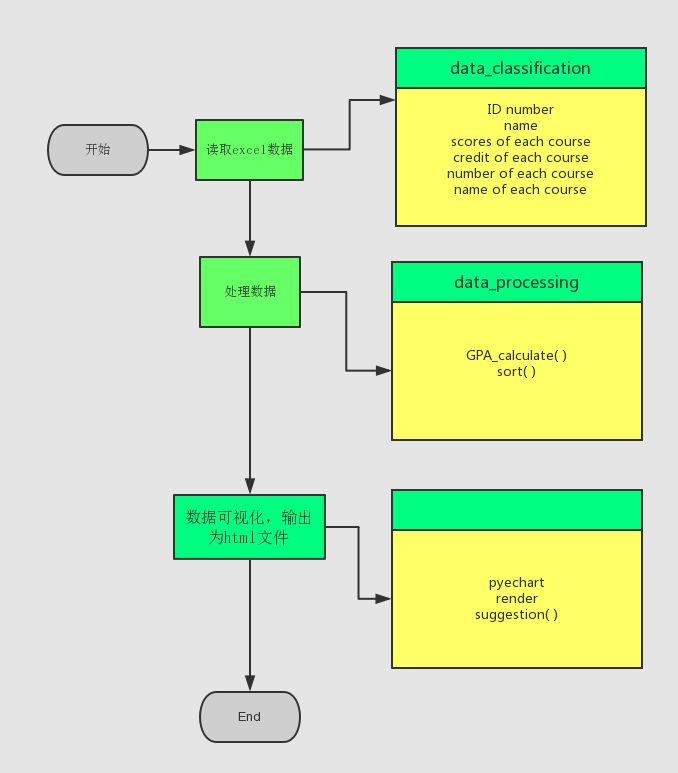 data_classification
ID number
name
scores of each course
credit of each course
number of each course
name of each course
开始
读取excel数据
处理数据
data_processing
GPA_calculate( )
sort( )
数据可视化，输出
为html文件
pyechart
render
suggestion( )
End